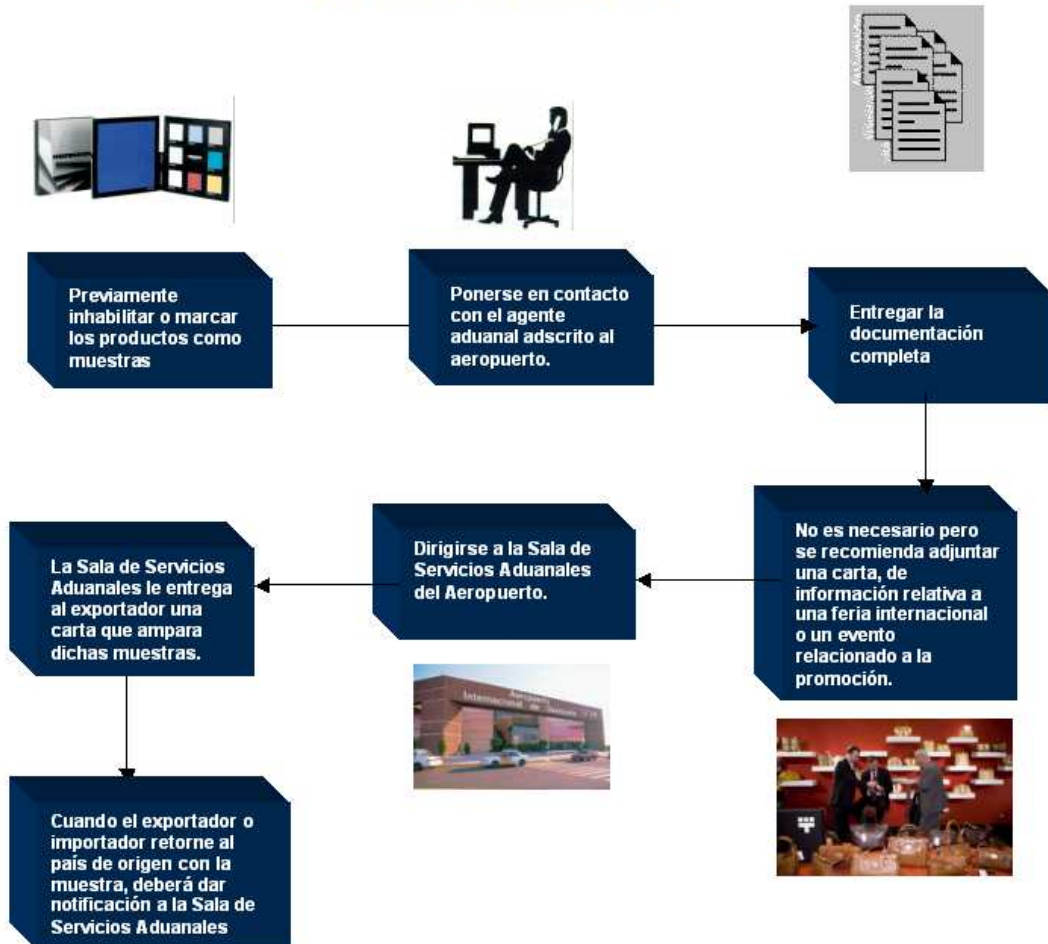 Previamente
inhabilitar o marcar
los productos como
muestras
Ponerse en contacto
con el agente
aduanal adscrito al
aeropuerto.
Entregar la
documentación
completa
No es necesario pero
se recomienda adjuntar
una carta, de
información relativa a
una feria internacional
o un evento
relacionado a la
promoción.
Dirigirse a la Sala de
Servicios Aduanales
del Aeropuerto.
La Sala de Servicios
Aduanales le entrega
al exportador una
carta que ampara
dichas muestras.
Aeropuerto
Internacional de
Cuando el exportador o
importador retorne al
país de origen con la
muestra, deberá dar
notificación a la Sala de
Servicios Aduanales